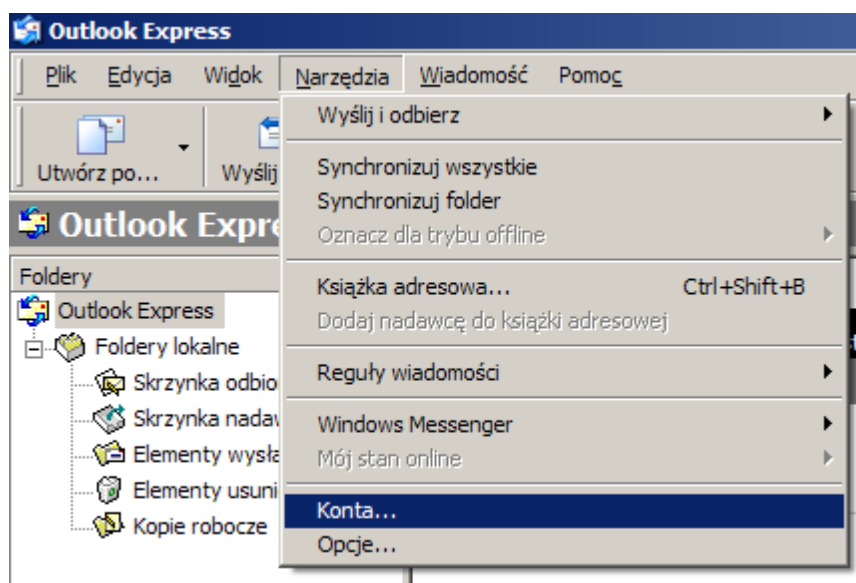 Outlook Express
Plik Edycja Widok Narzędzia Wiadomość Pomoc
Utwórz po... Wyślij
Outlook Expre
Foldery
Outlook Express
Foldery lokalne
Skrzynka odbio
Skrzynka nadaw
Elementy wysła
Elementy usuni
Kopie robocze
Wyślij i odbierz
Synchronizuj wszystkie
Synchronizuj folder
Oznacz dla trybu offline
Książka adresowa... Ctrl+Shift+B
Dodaj nadawcę do książki adresowej
Reguły wiadomości
Windows Messenger
Mój stan online
Konta...
Opcje...